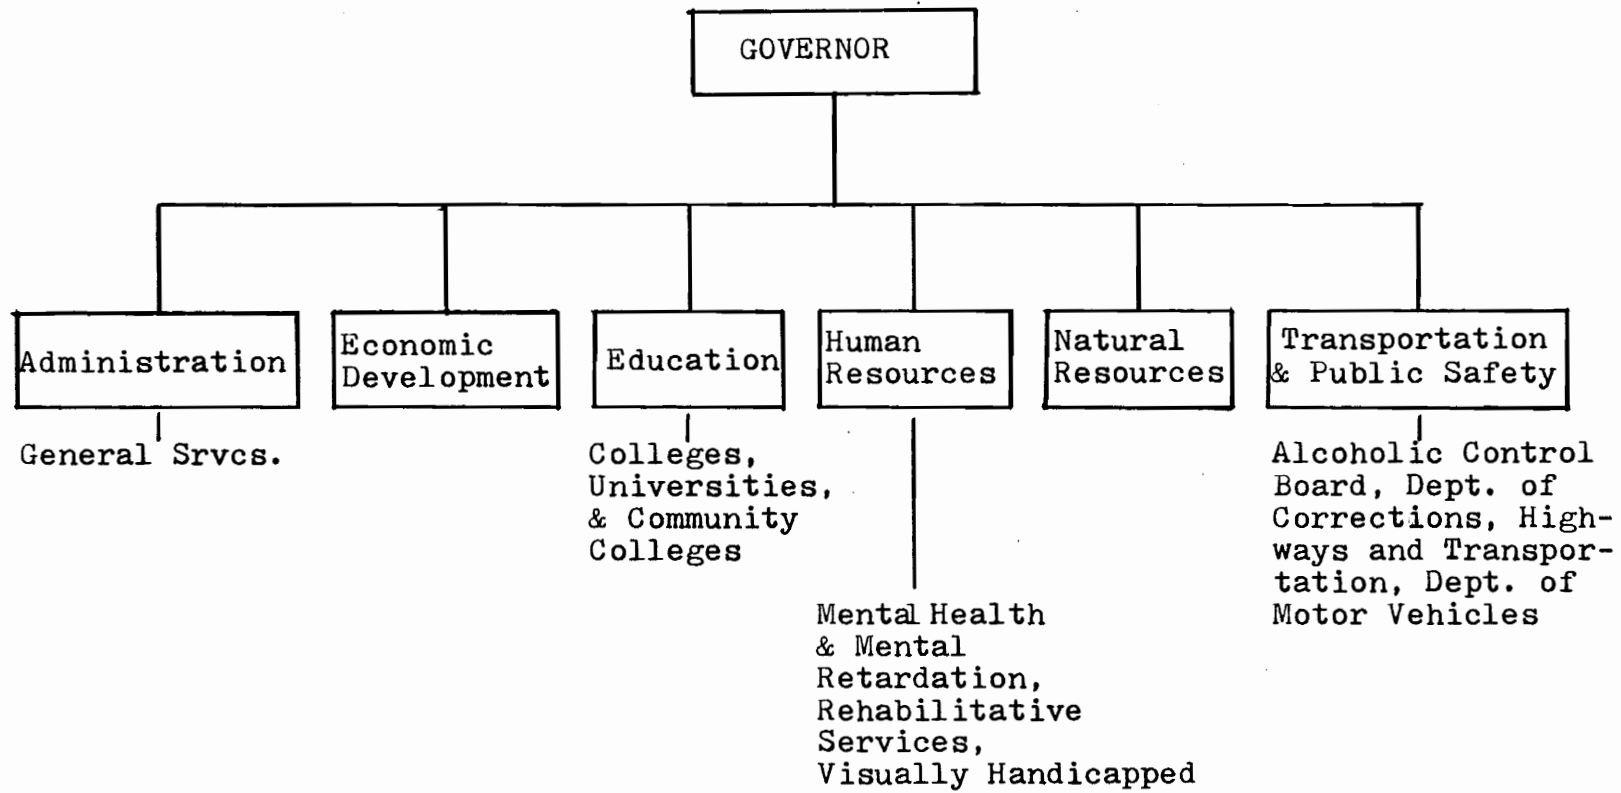 GOVERNOR
Administration
Economic
Development
Education
Human
Resources
Natural
Resources
Transportation
& Public Safety
General Srvcs.
Colleges,
Universities,
& Community
Colleges
Mental Health
& Mental
Retardation,
Rehabilitative
Services,
Visually Handicapped
Alcoholic Control
Board, Dept. of
Corrections, High-
ways and Transpor-
tation, Dept. of
Motor Vehicles